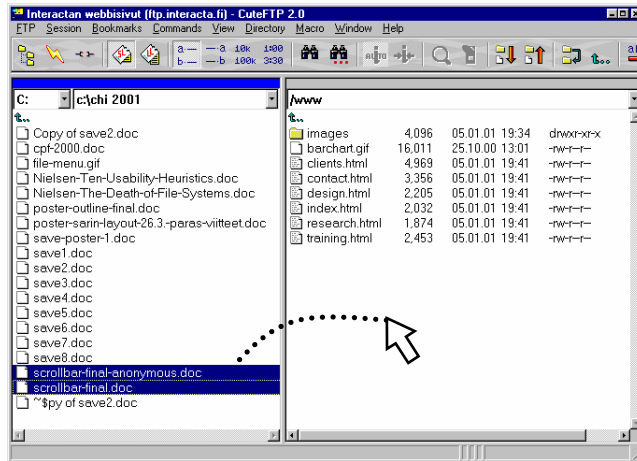 Interactan webbisivut (ftp.interacta.fi) - CuteFTP 2.0
FTP Session Bookmarks Commands View Directory Macro Window Help
a a 10k 1:00
b b 100k 3:30
C: c:\chi 2001
Copy of save2.doc
cpf-2000.doc
file-menu.gif
Nielsen-Ten-Usability-Heuristics.doc
Nielsen-The-Death-of-File-Systems.doc
poster-outline-final.doc
poster-sarin-layout-26.3.-paras-viitteet.doc
save-poster-1.doc
save1.doc
save2.doc
save3.doc
save4.doc
save5.doc
save6.doc
save7.doc
save8.doc
scrollbar-final-anonymous.doc
scrollbar-final.doc
~$py of save2.doc
/www
images 4,096 05.01.01 19:34 drwxr-xr-x
barchart.gif 16,011 25.10.00 13:01 -rw-r--r--
clients.html 4,969 05.01.01 19:41 -rw-r--r--
contact.html 3,356 05.01.01 19:41 -rw-r--r--
design.html 2,205 05.01.01 19:41 -rw-r--r--
index.html 2,032 05.01.01 19:41 -rw-r--r--
research.html 1,874 05.01.01 19:41 -rw-r--r--
training.html 2,453 05.01.01 19:41 -rw-r--r--